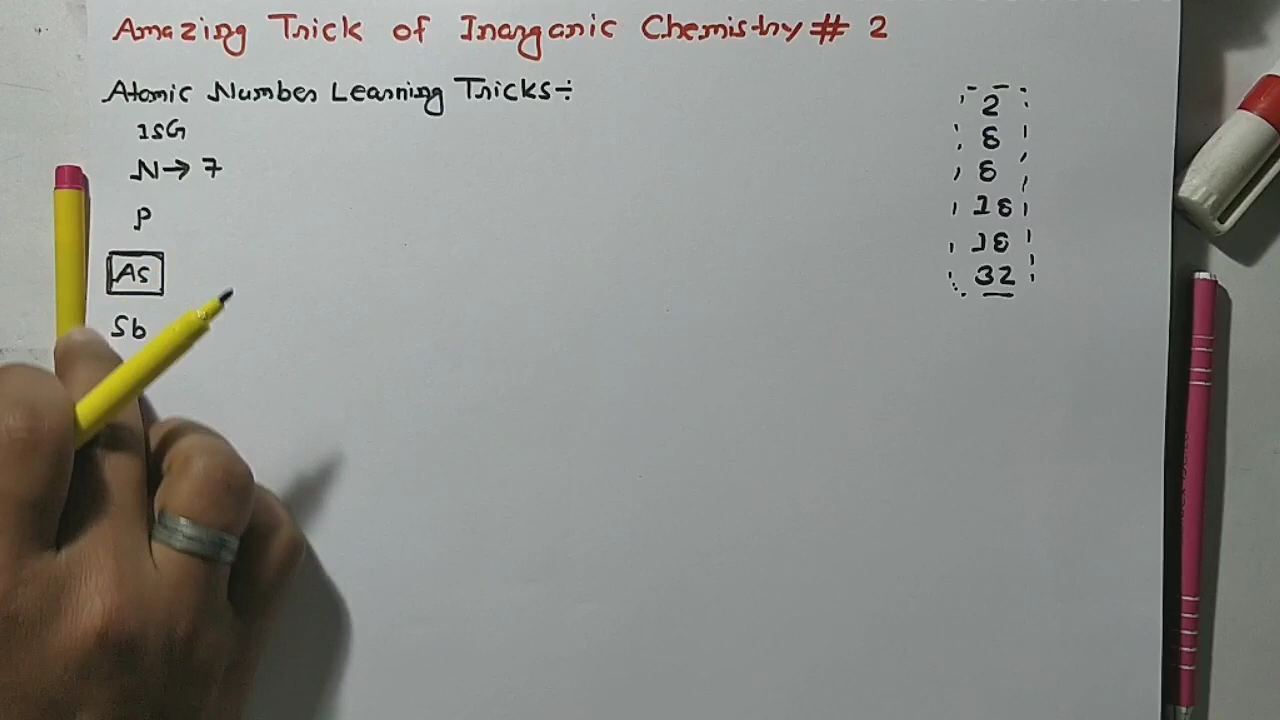 Amazing Trick of Inorganic Chemistry # 2
Atomic Number Learning Tricks÷
15G
N→ 7
P
As
Sb
2
8
8
18
18
32